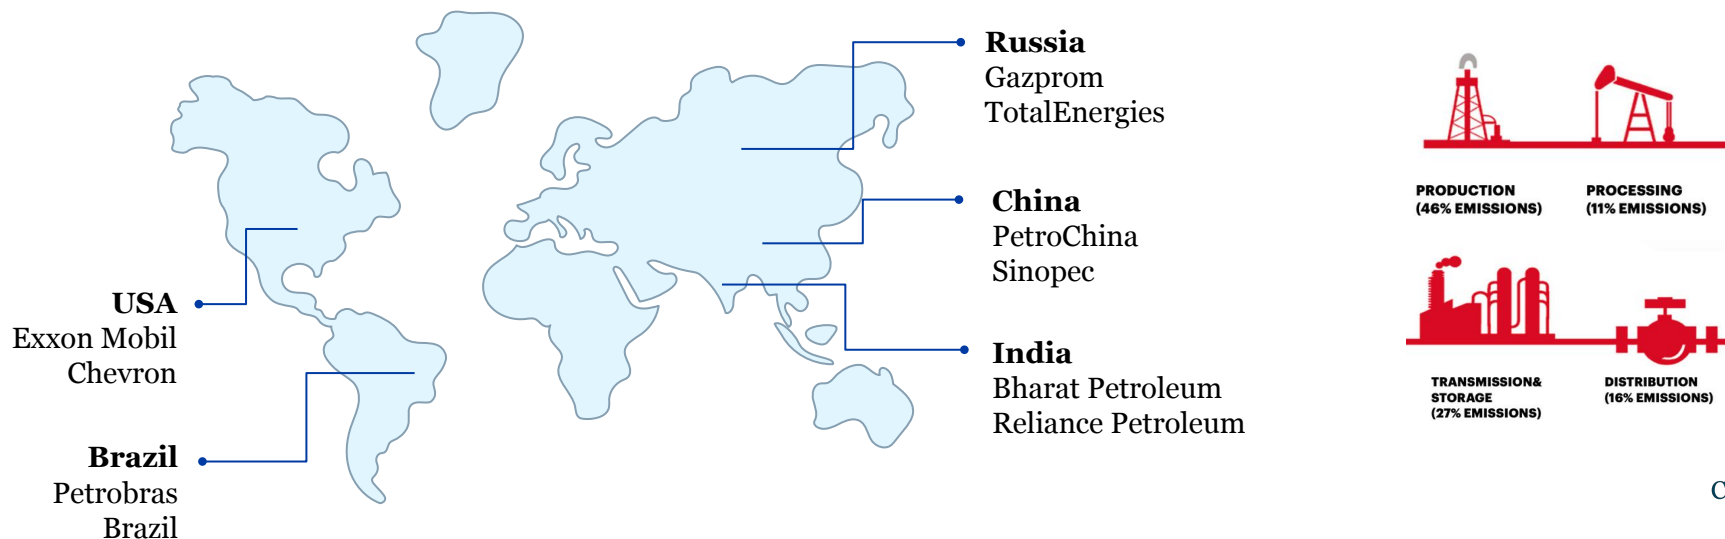 Russia
Gazprom
TotalEnergies
China
PetroChina
Sinopec
India
Bharat Petroleum
Reliance Petroleum
USA
Exxon Mobil
Chevron
Brazil
Petrobras
Brazil
PRODUCTION
(46% EMISSIONS)
PROCESSING
(11% EMISSIONS)
TRANSMISSION&
STORAGE
(27% EMISSIONS)
DISTRIBUTION
(16% EMISSIONS)